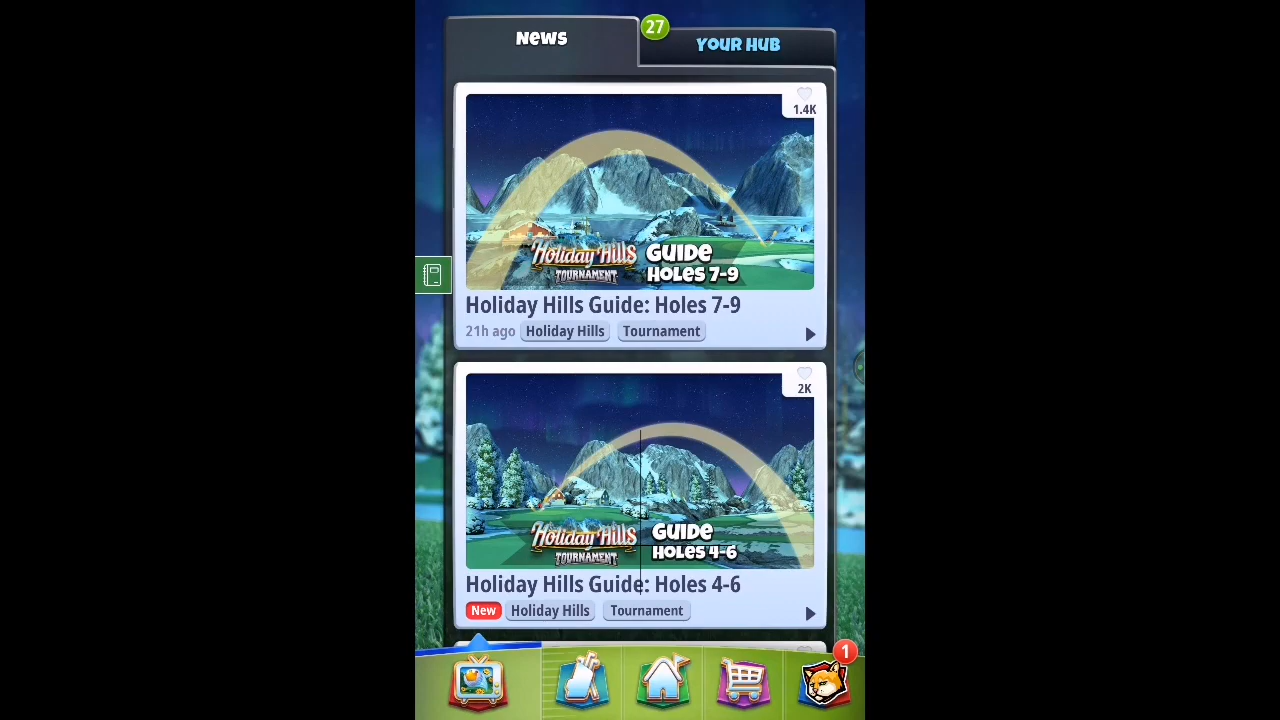 News
27
YOUR HUB
1.4K
Holiday Hills
TOURNAMENT
GUIDE
HOLES 7-9
Holiday Hills Guide: Holes 7-9
21h ago Holiday Hills Tournament
2K
Holiday Hills
TOURNAMENT
GUIDE
HOLES 4-6
Holiday Hills Guide: Holes 4-6
New Holiday Hills Tournament
1